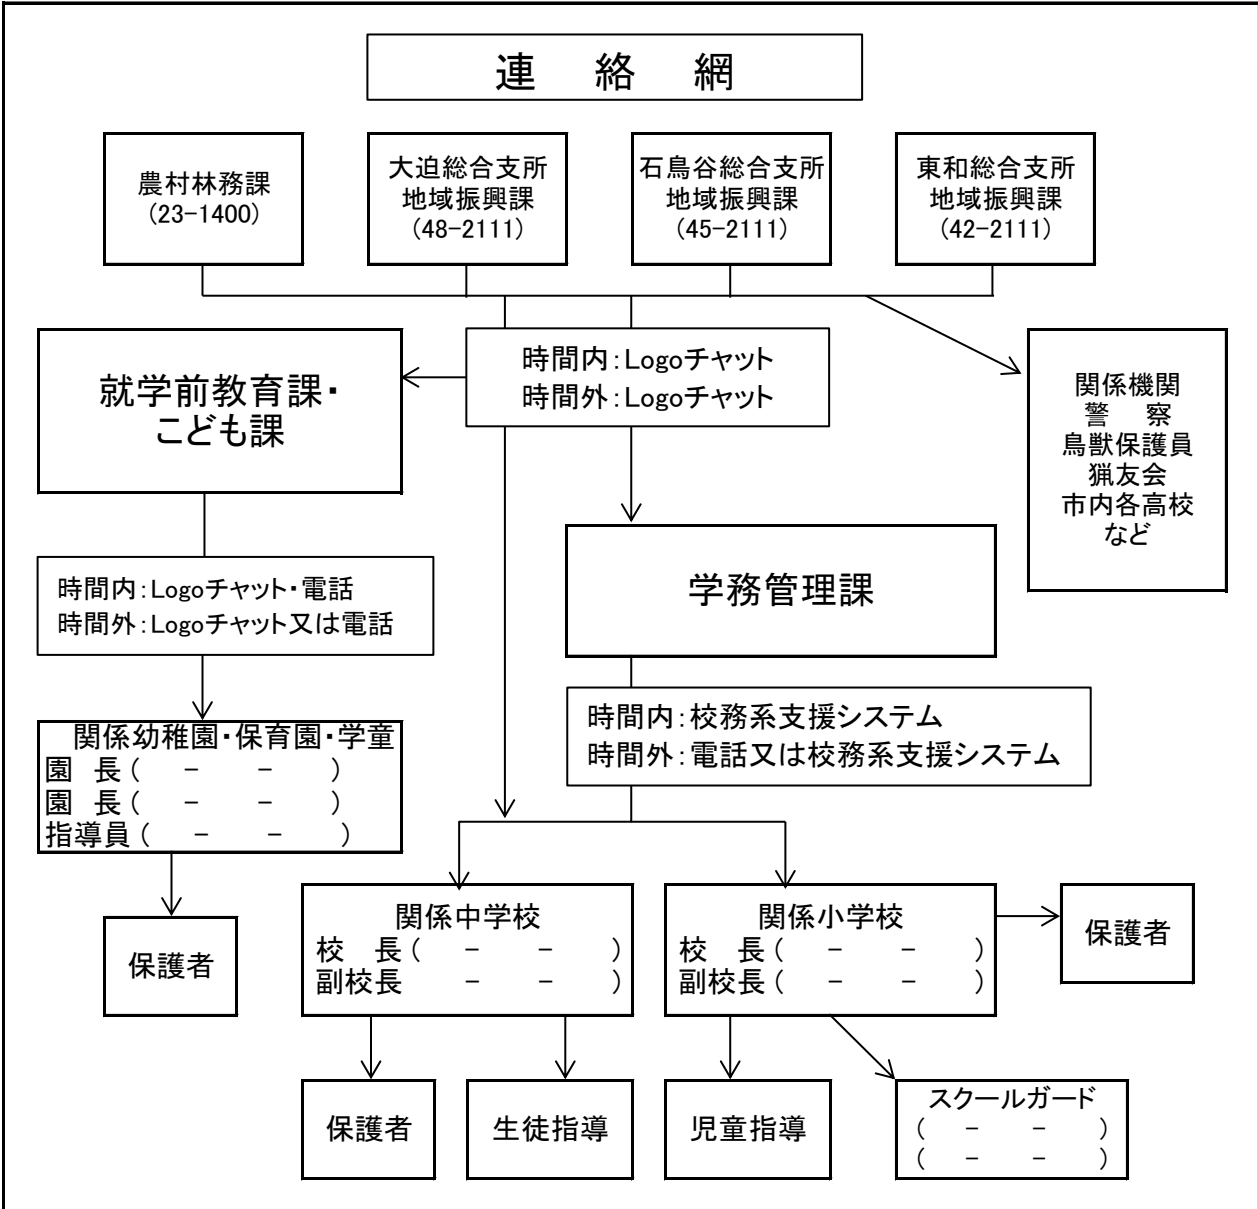 連 絡 網
農村林務課
(23-1400)
大迫総合支所
地域振興課
(48-2111)
石鳥谷総合支所
地域振興課
(45-2111)
東和総合支所
地域振興課
(42-2111)
時間内:Logoチャット
時間外:Logoチャット
就学前教育課・
こども課
関係機関
警 察
鳥獣保護員
猟友会
市内各高校
など
時間内:Logoチャット・電話
時間外:Logoチャット又は電話
学務管理課
時間内:校務系支援システム
時間外:電話又は校務系支援システム
関係幼稚園・保育園・学童
園 長( - - )
園 長( - - )
指導員( - - )
保護者
関係中学校
校 長( - - )
副校長 - - )
関係小学校
校 長( - - )
副校長( - - )
保護者
保護者
生徒指導
児童指導
スクールガード
( - - )
( - - )